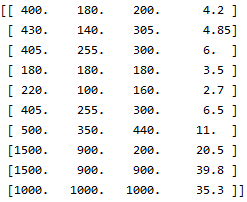 [[ 400. 180. 200. 4.2 ]
[ 430. 140. 305. 4.85]
[ 405. 255. 300. 6. ]
[ 180. 180. 180. 3.5 ]
[ 220. 100. 160. 2.7 ]
[ 405. 255. 300. 6.5 ]
[ 500. 350. 440. 11. ]
[1500. 900. 200. 20.5 ]
[1500. 900. 900. 39.8 ]
[1000. 1000. 1000. 35.3 ]]